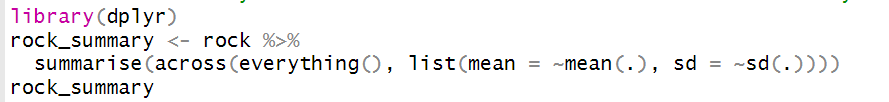 library(dplyr)
rock_summary <- rock %>%
  summarise(across(everything(), list(mean = ~mean(.), sd = ~sd(.))))
rock_summary